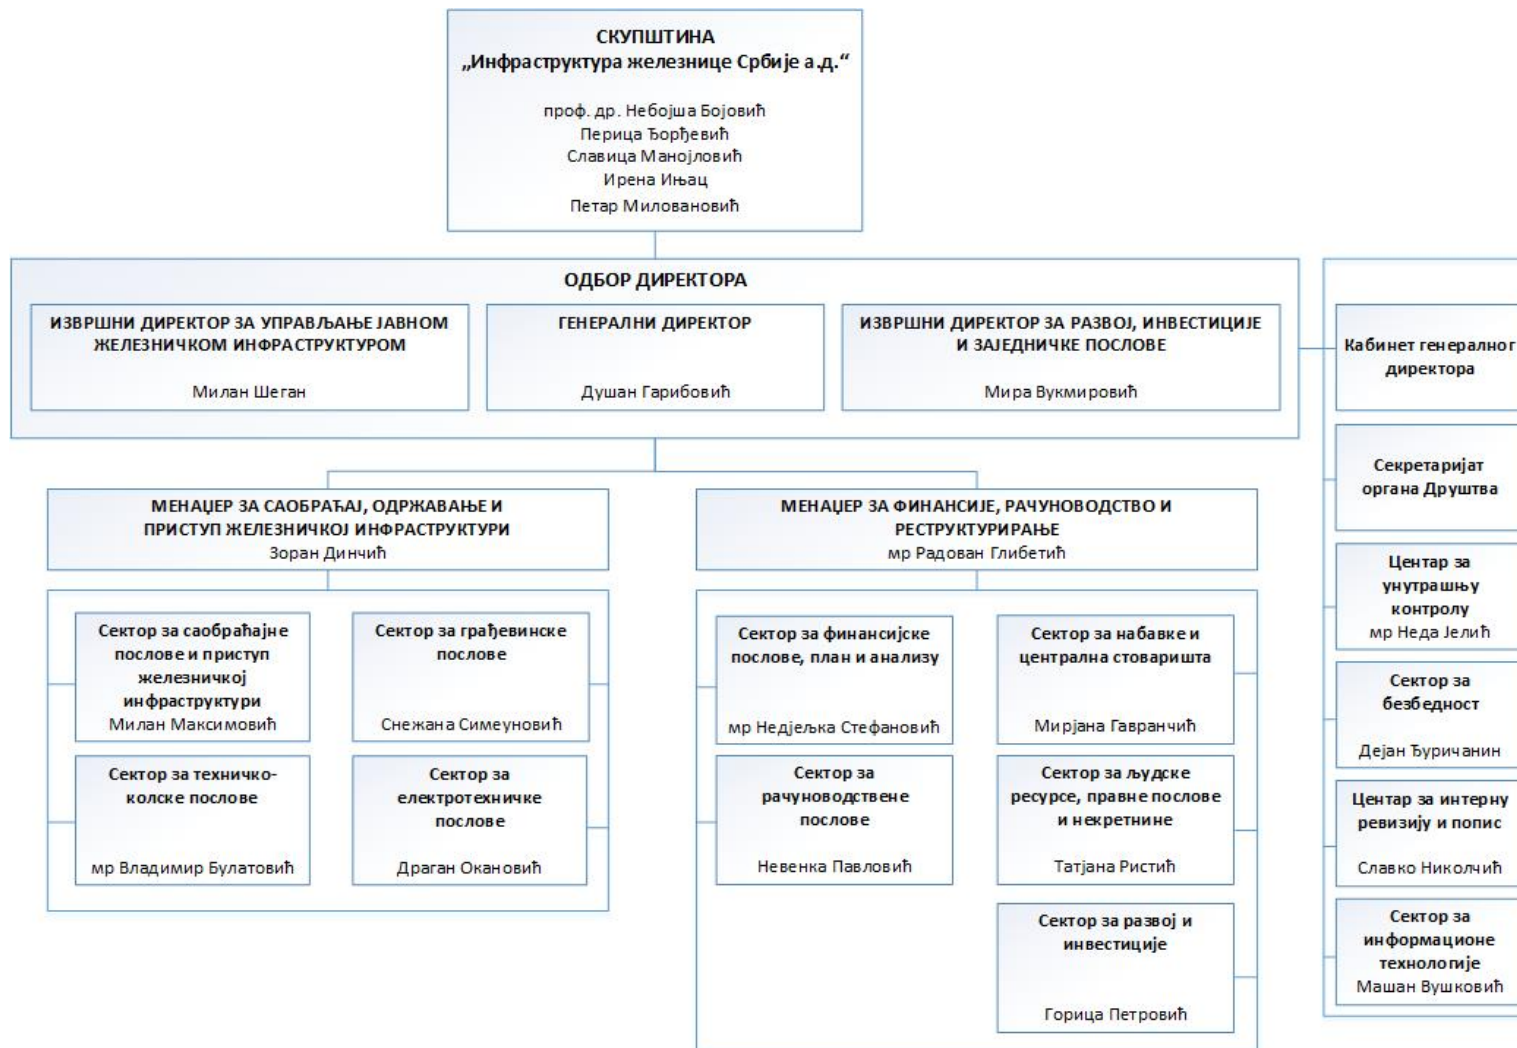 СКУПШТИНА
„Инфраструктура железнице Србије а.д.“
проф. др. Небојша Бојовић
Перица Ђорђевић
Славица Манојловић
Ирена Ињац
Петар Миловановић
ОДБОР ДИРЕКТОРА
ИЗВРШНИ ДИРЕКТОР ЗА УПРАВЉАЊЕ ЈАВНОМ
ЖЕЛЕЗНИЧКОМ ИНФРАСТРУКТУРОМ
Милан Шеган
ГЕНЕРАЛНИ ДИРЕКТОР
Душан Гарибовић
ИЗВРШНИ ДИРЕКТОР ЗА РАЗВОЈ, ИНВЕСТИЦИЈЕ
И ЗАЈЕДНИЧКЕ ПОСЛОВЕ
Мира Вукмировић
МЕНАЏЕР ЗА САОБРАЋАЈ, ОДРЖАВАЊЕ И
ПРИСТУП ЖЕЛЕЗНИЧКОЈ ИНФРАСТРУКТУРИ
Зоран Динчић
Сектор за саобраћајне
послове и приступ
железничкој
инфраструктури
Милан Максимовић
Сектор за грађевинске
послове
Снежана Симеуновић
Сектор за техничко-
колске послове
мр Владимир Булатовић
Сектор за
електротехничке
послове
Драган Окановић
МЕНАЏЕР ЗА ФИНАНСИЈЕ, РАЧУНОВОДСТВО И
РЕСТРУКТУРИРАЊЕ
мр Радован Глибетић
Сектор за финансијске
послове, план и анализу
мр Недјељка Стефановић
Сектор за набавке и
централна стоваришта
Мирјана Гавранчић
Сектор за
рачуноводствене
послове
Невенка Павловић
Сектор за људске
ресурсе, правне послове
и некретнине
Татјана Ристић
Сектор за развој и
инвестиције
Горица Петровић
Кабинет генералног
директора
Секретаријат
органа Друштва
Центар за
унутрашњу
контролу
мр Неда Јелић
Сектор за
безбедност
Дејан Ђуричанин
Центар за интерну
ревизију и попис
Славко Николчић
Сектор за
информационе
технологије
Машан Вушковић